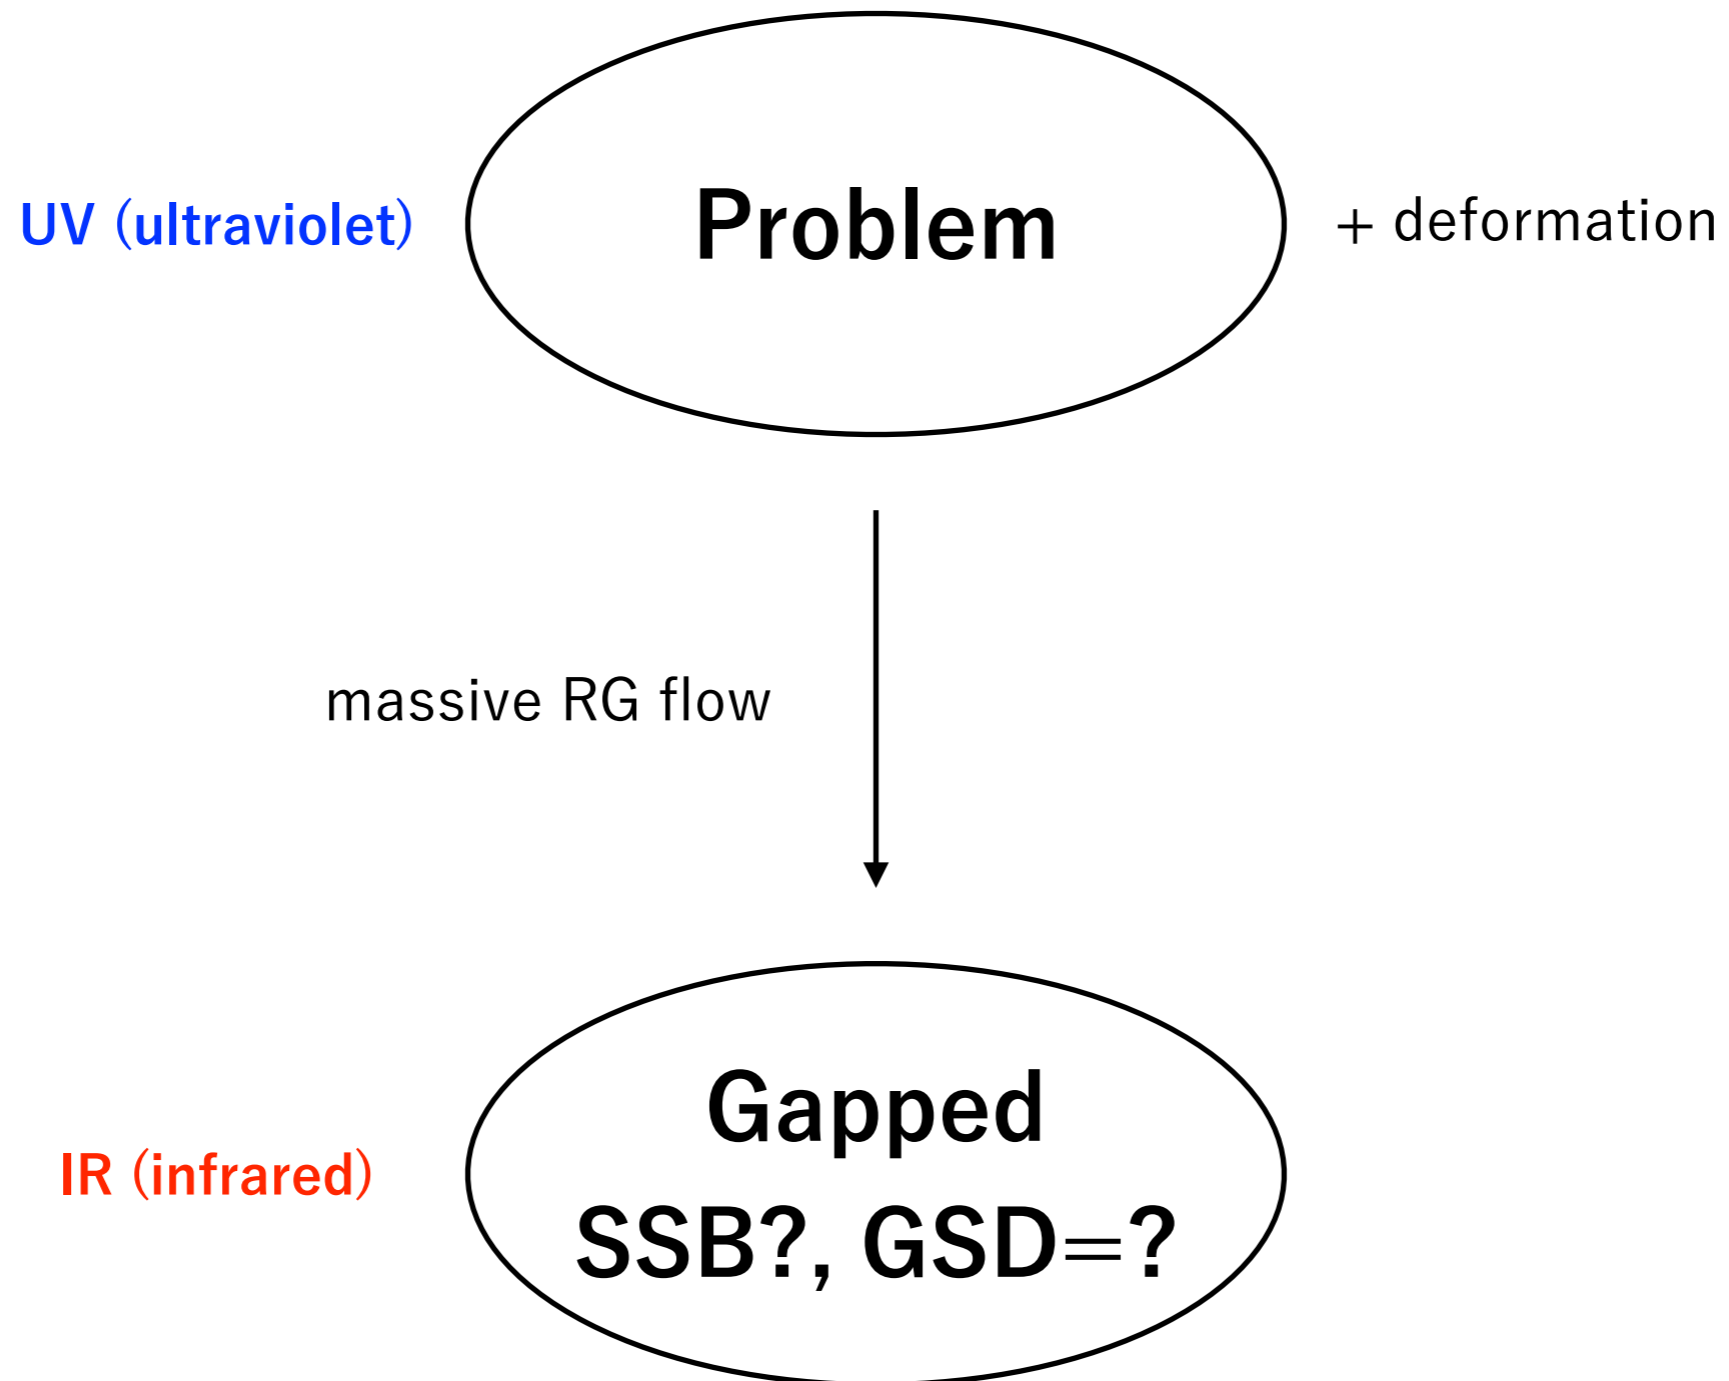 Problem
UV (ultraviolet)
+ deformation
massive RG flow
Gapped
IR (infrared)
SSB?, GSD=?